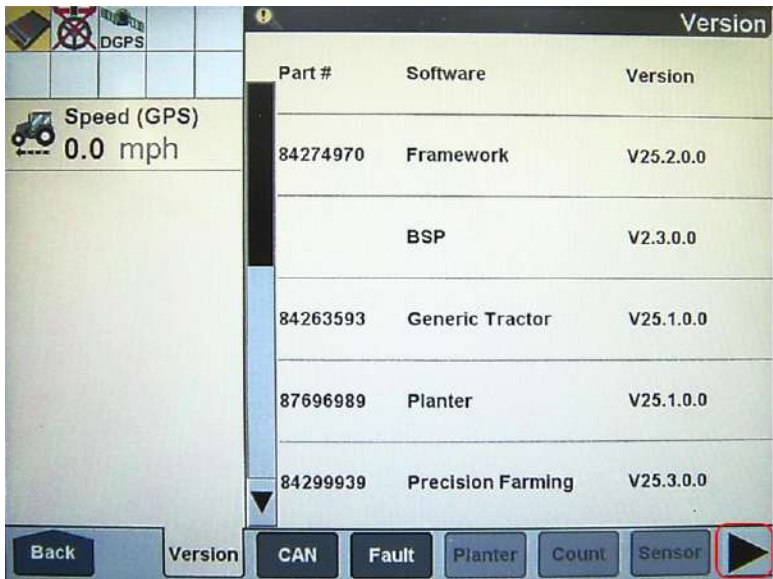 DGPS
Version
Speed (GPS)
0.0 mph
Part # Software Version
84274970 Framework V25.2.0.0
BSP V2.3.0.0
84263593 Generic Tractor V25.1.0.0
87696989 Planter V25.1.0.0
84299939 Precision Farming V25.3.0.0
Back Version CAN Fault Planter Count Sensor